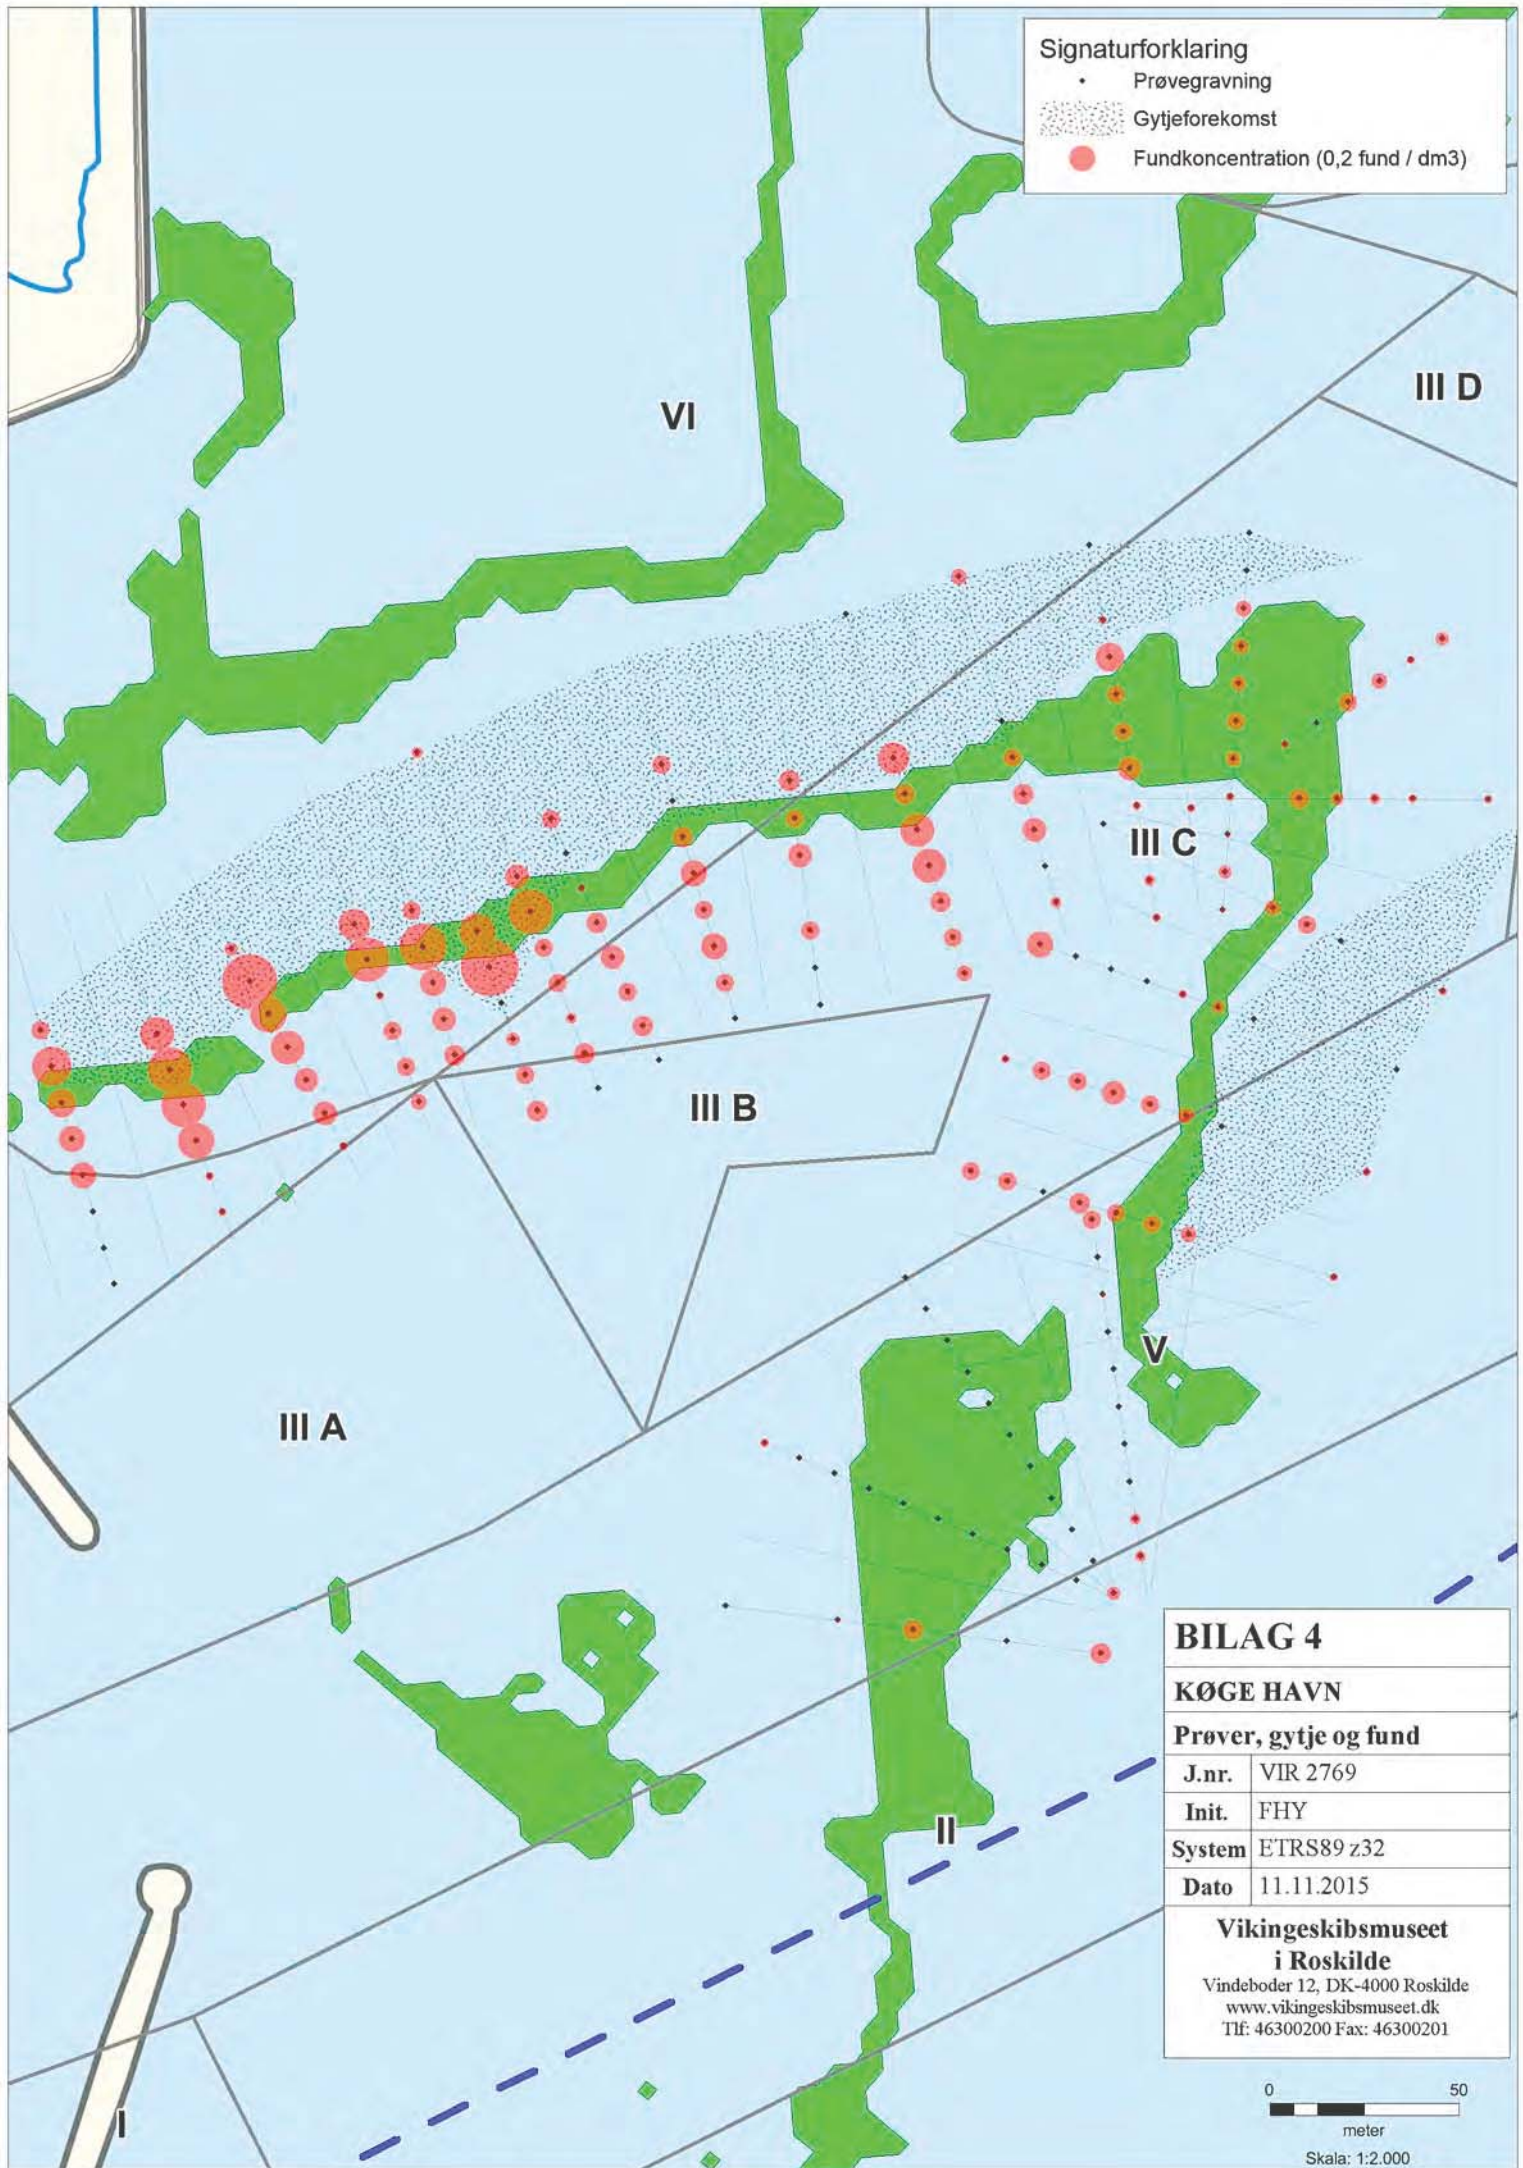 Signaturforklaring
Prøvegravning
Gytjeforekomst
Fundkoncentration (0,2 fund / dm3)
III D
VI
III C
III B
V
III A
II
I
BILAG 4
KØGE HAVN
Prøver, gytje og fund
J.nr. VIR 2769
Init. FHY
System ETRS89 z32
Dato 11.11.2015
Vikingeskibsmuseet
i Roskilde
Vindeboder 12, DK-4000 Roskilde
www.vikingeskibsmuseet.dk
Tlf: 46300200 Fax: 46300201
0 50
meter
Skala: 1:2.000